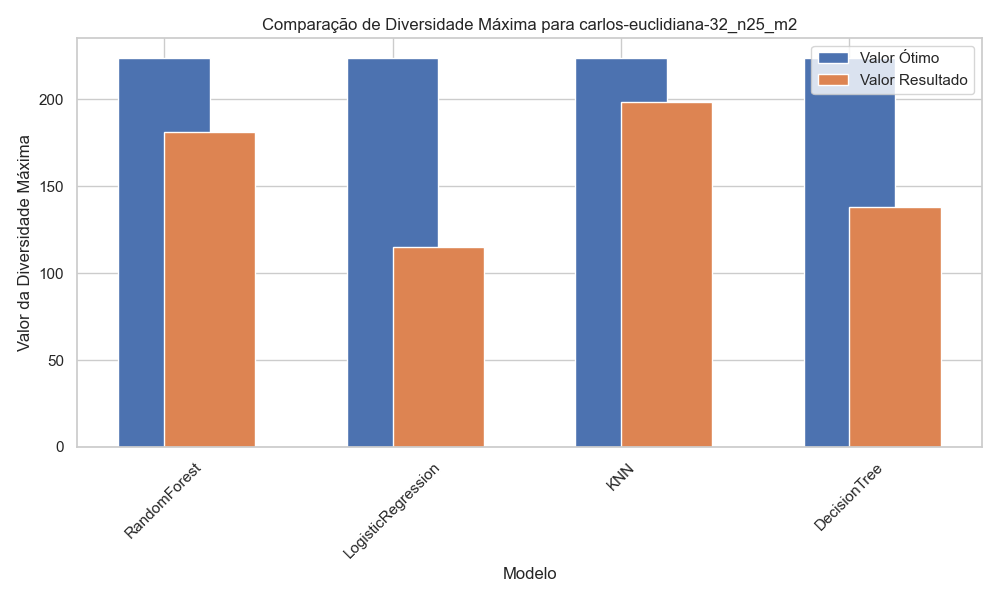 Comparação de Diversidade Máxima para carlos-euclidiana-32_n25_m2
Valor Ótimo
Valor Resultado
Valor da Diversidade Máxima
200
150
100
50
0
RandomForest
LogisticRegression
KNN
DecisionTree
Modelo